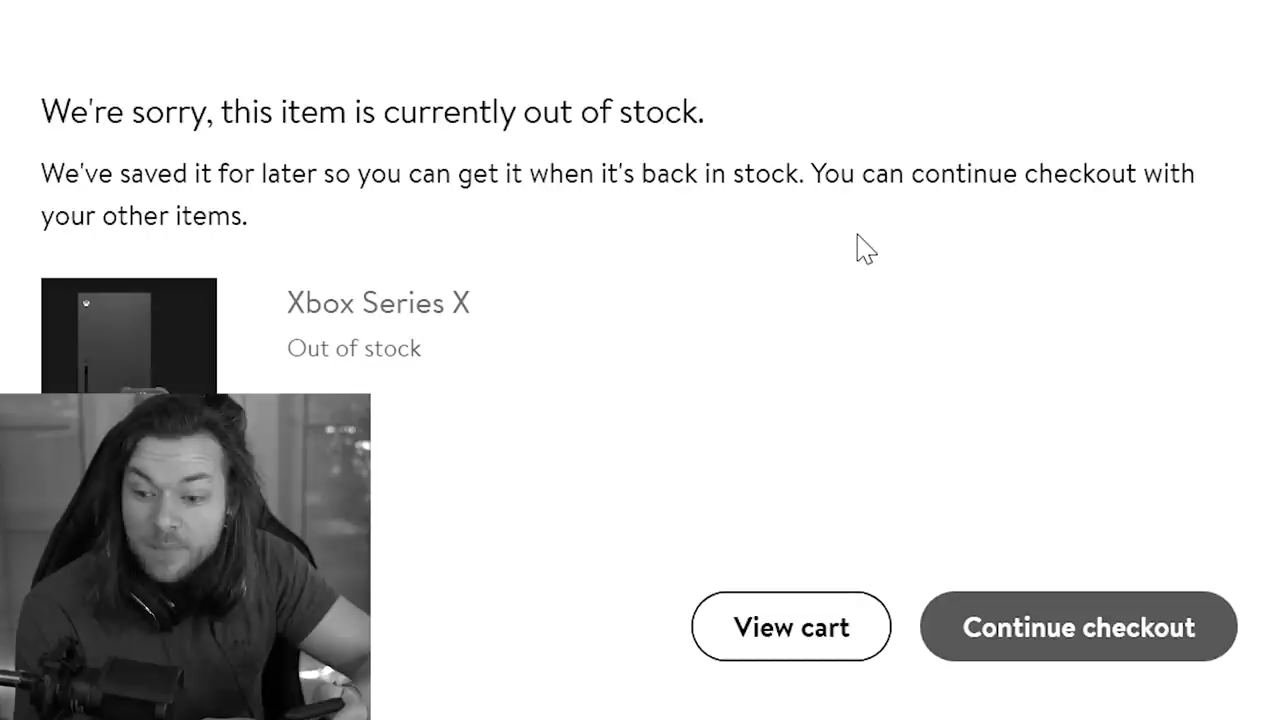 We're sorry, this item is currently out of stock.
We've saved it for later so you can get it when it's back in stock. You can continue checkout with
your other items.
Xbox Series X
Out of stock
View cart
Continue checkout